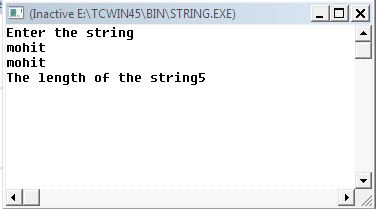 (Inactive E:\TCWIN45\BIN\STRING.EXE)
Enter the string
mohit
mohit
The length of the string5